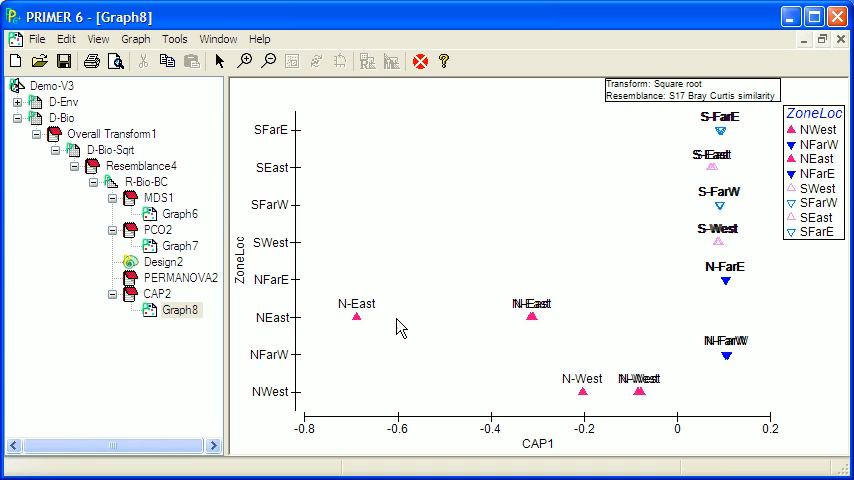 PRIMER 6 - [Graph8]
File Edit View Graph Tools Window Help
Demo-V3
D-Env
D-Bio
Overall Transform1
D-Bio-Sqrt
Resemblance4
R-Bio-BC
MDS1
Graph6
PCO2
Graph7
Design2
PERMANOVA2
CAP2
Graph8
Transform: Square root
Resemblance: S17 Bray Curtis similarity
ZoneLoc
NWest
NFarW
NEast
NFarE
SWest
SFarW
SEast
SFarE
ZoneLoc
SFarE
SEast
SFarW
SWest
NFarE
NEast
NFarW
NWest
S-FarE
S-East
S-FarW
S-West
N-FarE
N-East
N-East
N-FarW
N-West
N-West
-0.8 -0.6 -0.4 -0.2 0 0.2
CAP1